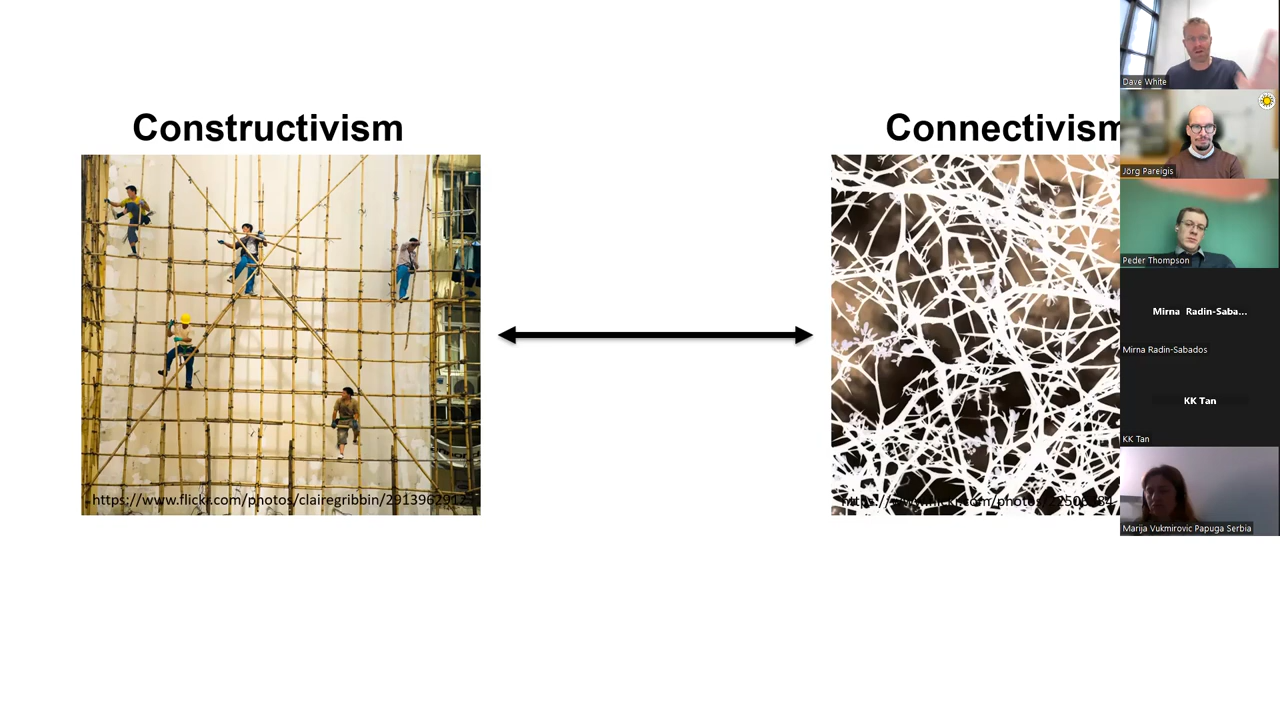 Constructivism
Connectivism
https://www.flickr.com/photos/clairegribbin/
Dave White
Jörg Pareigis
Peder Thompson
Mirna Radin-Saba...
Mirna Radin-Sabados
KK Tan
KK Tan
Marija Vukmirovic Papuga Serbia